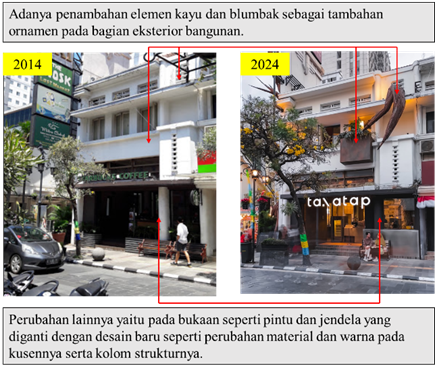 Adanya penambahan elemen kayu dan blumbak sebagai tambahan
ornamen pada bagian eksterior bangunan.
2014
2024
tanatap
Perubahan lainnya yaitu pada bukaan seperti pintu dan jendela yang
diganti dengan desain baru seperti perubahan material dan warna pada
kusennya serta kolom strukturnya.